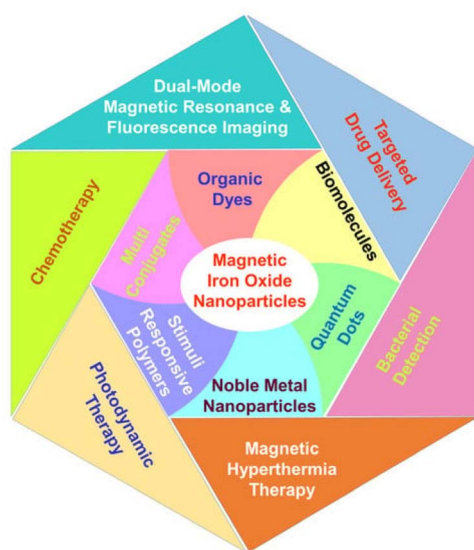 Dual-Mode
Magnetic Resonance &
Fluorescence Imaging
Targeted
Drug Delivery
Chemotherapy
Organic
Dyes
Biomolecules
Multi
Conjugates
Magnetic
Iron Oxide
Nanoparticles
Quantum
Dots
Bacterial
Detection
Stimuli
Responsive
Polymers
Noble Metal
Nanoparticles
Photodynamic
Therapy
Magnetic
Hyperthermia
Therapy